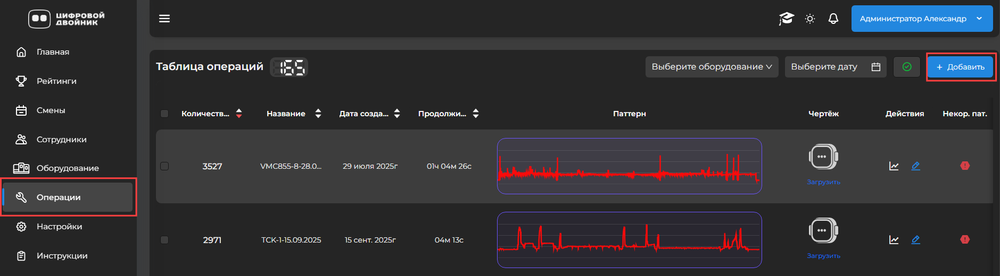 ЦИФРОВОЙ
ДВОЙНИК
Администратор Александр
Главная
Рейтинги
Смены
Сотрудники
Оборудование
Операции
Настройки
Инструкции
Таблица операций 165
Выберите оборудование
Выберите дату
+ Добавить
Количеств... Название Дата созда... Продолжи... Паттерн Чертёж Действия Некор. пат.
3527 VMC855-8-28.0... 29 июля 2025г 01ч 04м 26с
Загрузить
2971 ТСК-1-15.09.2025 15 сент. 2025г 04м 13с
Загрузить